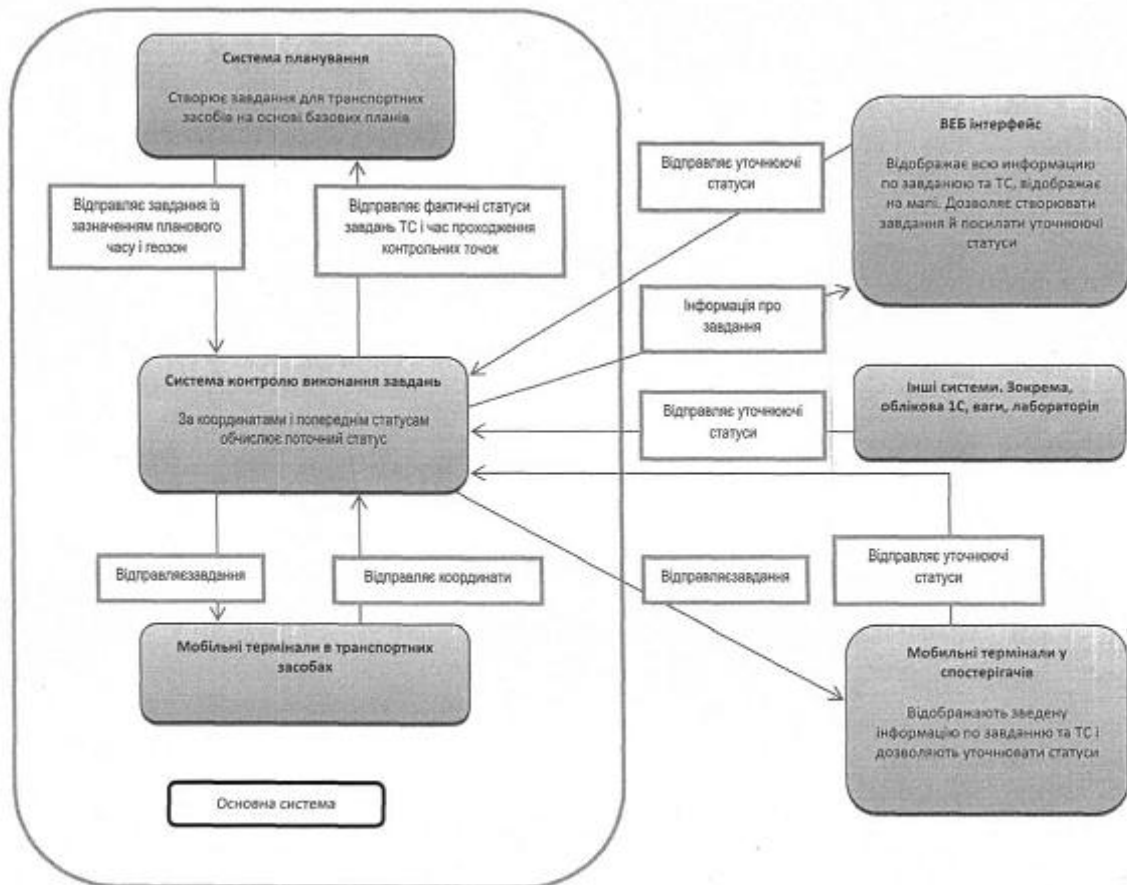 Система планування
Створює завдання для транспортних
засобів на основі базових планів
ВЕБ інтерфейс
Відображає всю информацію
по завданюю та ТС, відображає
на мапі. Дозволяє створювати
завдання й посилати уточнюючі
статуси
Відправляє уточнюючі
статуси
Відправляє завдання із
зазначенням планового
часу і геозон
Відправляє фактичні статуси
завдань ТС і час проходження
контрольних точок
Інформація про
завдання
Система контролю виконання завдань
За координатами і попереднім статусам
обчислює поточний статус
Інші системи. Зокрема,
облікова 1С, ваги, лабораторія
Відправляє уточнюючі
статуси
Відправляєзавдання
Відправляє координати
Відправляєзавдання
Відправляє уточнюючі
статуси
Мобільні термінали в транспортних
засобах
Мобильні термінали у
спостерігачів
Відображають зведену
інформацію по завданню та ТС і
дозволяють уточнювати статуси
Основна система